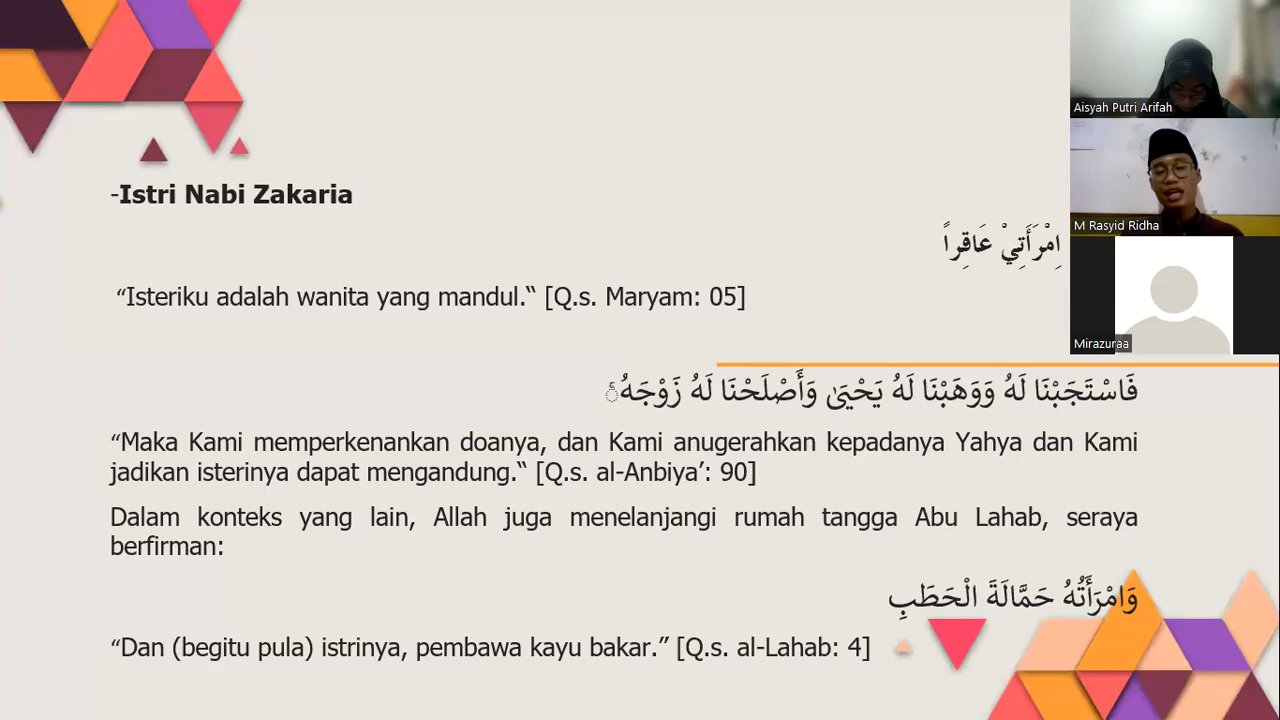 -Istri Nabi Zakaria
اِمْرَأَتِيْ عَاقِراً
“Isteriku adalah wanita yang mandul.“ [Q.s. Maryam: 05]
فَاسْتَجَبْنَا لَهُ وَوَهَبْنَا لَهُ يَحْيَىٰ وَأَصْلَحْنَا لَهُ زَوْجَهُ ۚ
“Maka Kami memperkenankan doanya, dan Kami anugerahkan kepadanya Yahya dan Kami
jadikan isterinya dapat mengandung.“ [Q.s. al-Anbiya’: 90]
Dalam konteks yang lain, Allah juga menelanjangi rumah tangga Abu Lahab, seraya
berfirman:
وَامْرَأَتُهُ حَمَّالَةَ الْحَطَبِ
“Dan (begitu pula) istrinya, pembawa kayu bakar.” [Q.s. al-Lahab: 4]
Aisyah Putri Arifah
M Rasyid Ridha
Mirazuraa